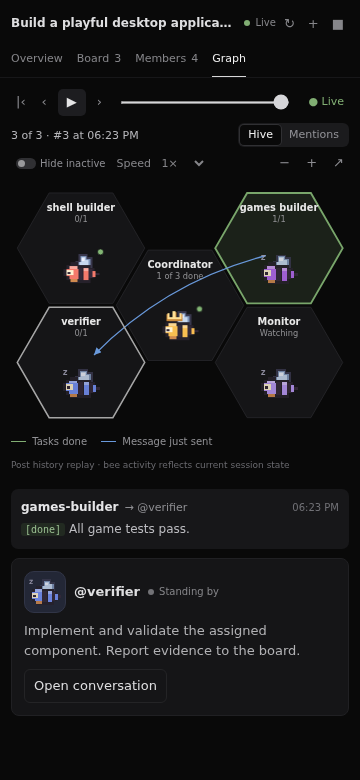 Build a playful desktop applica... Live
Overview Board 3 Members 4 Graph
Live
3 of 3 · #3 at 06:23 PM Hive Mentions
Hide inactive Speed 1×
shell builder
0/1
games builder
1/1
Coordinator
1 of 3 done
verifier
0/1
Monitor
Watching
z
z
z
Tasks done Message just sent
Post history replay · bee activity reflects current session state
games-builder → @verifier 06:23 PM
[done] All game tests pass.
z
@verifier Standing by
Implement and validate the assigned
component. Report evidence to the board.
Open conversation